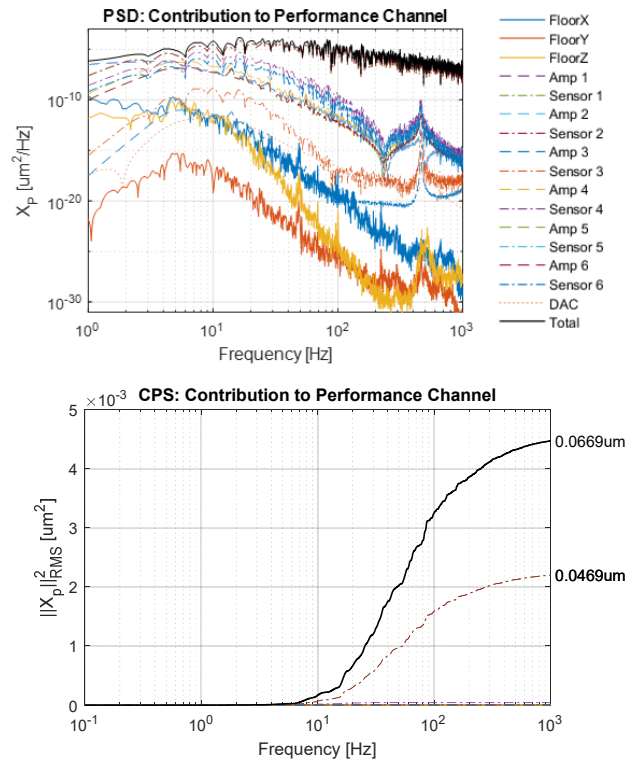 PSD: Contribution to Performance Channel
10^-10
10^-20
10^-30
X_P [um^2/Hz]
10^0 10^1 10^2 10^3
Frequency [Hz]
FloorX
FloorY
FloorZ
Amp 1
Sensor 1
Amp 2
Sensor 2
Amp 3
Sensor 3
Amp 4
Sensor 4
Amp 5
Sensor 5
Amp 6
Sensor 6
DAC
Total
×10^-3 CPS: Contribution to Performance Channel
5
4
3
2
1
0
||X_p||^2_RMS [um^2]
0.0669um
0.0469um
10^-1 10^0 10^1 10^2 10^3
Frequency [Hz]